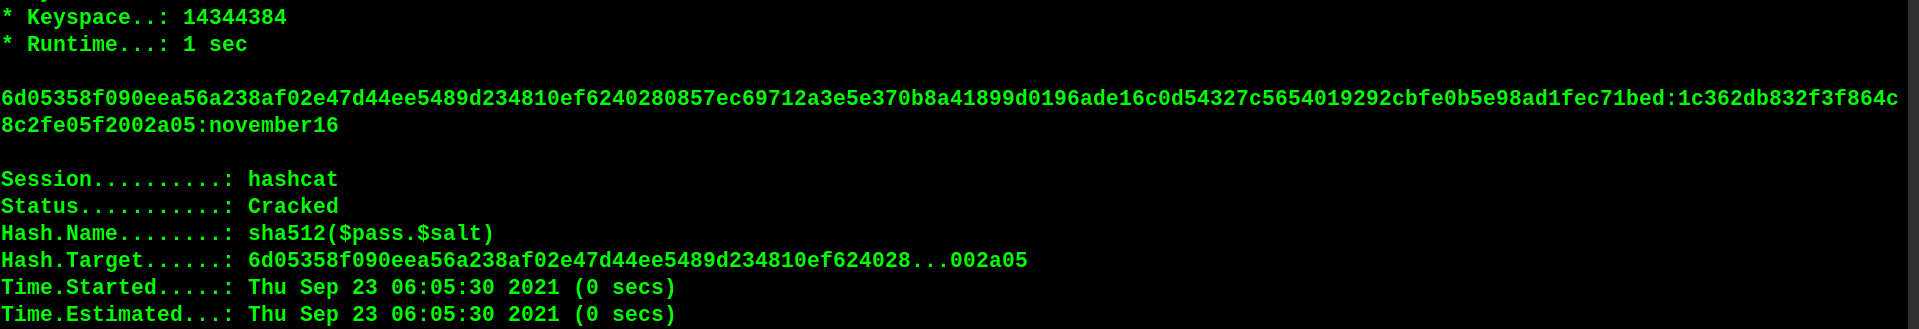 * Keyspace..: 14344384
* Runtime...: 1 sec
6d05358f090eea56a238af02e47d44ee5489d234810ef6240280857ec69712a3e5e370b8a41899d0196ade16c0d54327c5654019292cbfe0b5e98ad1fec71bed:1c362db832f3f864c
8c2fe05f2002a05:november16
Session..........: hashcat
Status...........: Cracked
Hash.Name........: sha512($pass.$salt)
Hash.Target......: 6d05358f090eea56a238af02e47d44ee5489d234810ef624028...002a05
Time.Started.....: Thu Sep 23 06:05:30 2021 (0 secs)
Time.Estimated...: Thu Sep 23 06:05:30 2021 (0 secs)